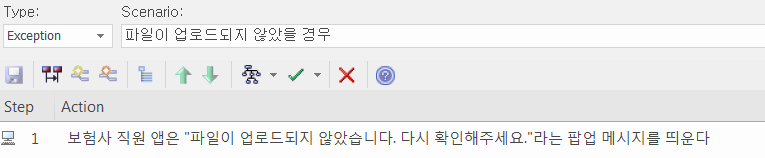 Type: Scenario:
Exception 파일이 업로드되지 않았을 경우
Step Action
1 보험사 직원 앱은 "파일이 업로드되지 않았습니다. 다시 확인해주세요."라는 팝업 메시지를 띄운다